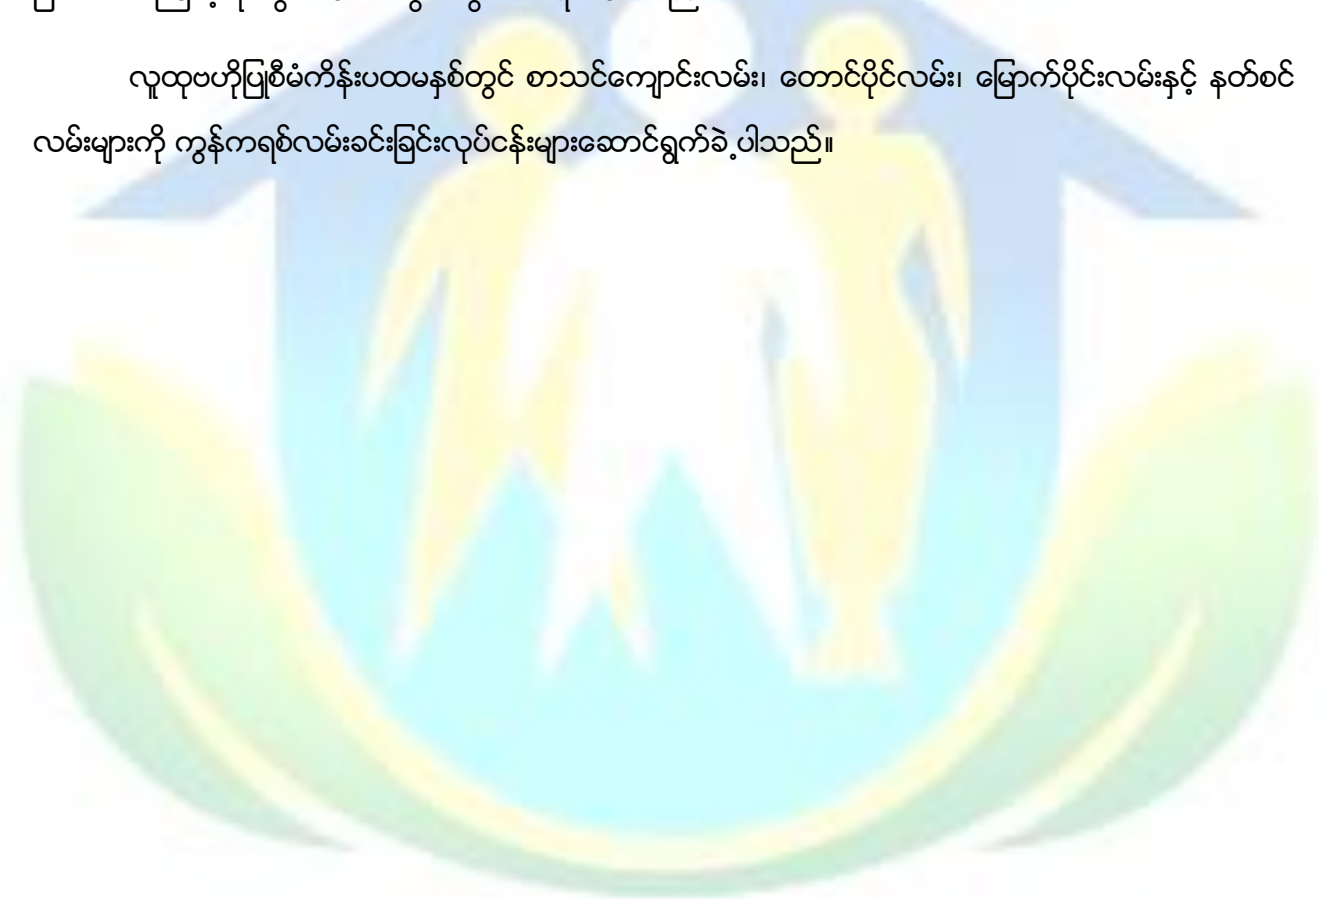 လူထုဗဟိုပြုစီမံကိန်းပထမနှစ်တွင် စာသင်ကျောင်းလမ်း၊ တောင်ပိုင်လမ်း၊ မြောက်ပိုင်းလမ်းနှင့် နတ်စင်
လမ်းများကို ကွန်ကရစ်လမ်းခင်းခြင်းလုပ်ငန်းများဆောင်ရွက်ခဲ့ပါသည်။